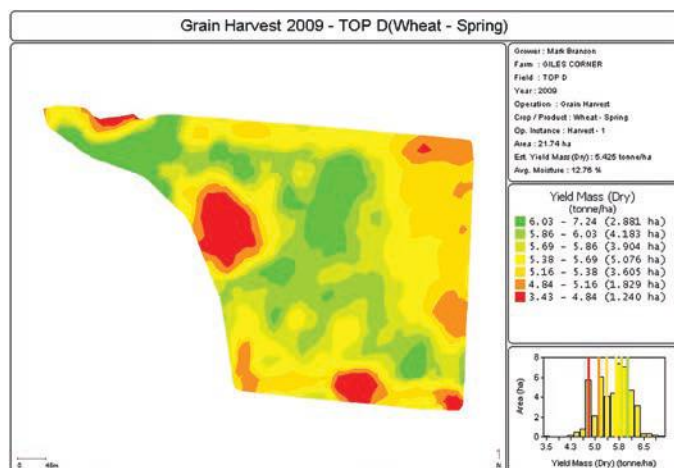 Grain Harvest 2009 - TOP D(Wheat - Spring)
Grower : Mark Branson
Farm : GILES CORNER
Field : TOP D
Year : 2009
Operation : Grain Harvest
Crop / Product : Wheat - Spring
Op. Instance : Harvest - 1
Area : 21.74 ha
Est. Yield Mass (Dry) : 5.425 tonne/ha
Avg. Moisture : 12.76 %
Yield Mass (Dry)
(tonne/ha)
6.03 - 7.24 (2.881 ha)
5.86 - 6.03 (4.183 ha)
5.69 - 5.86 (3.904 ha)
5.38 - 5.69 (5.076 ha)
5.16 - 5.38 (3.605 ha)
4.84 - 5.16 (1.829 ha)
3.43 - 4.84 (1.240 ha)
8
6
4
2
0
Area (ha)
3.5 4.3 5.0 5.8 6.5
Yield Mass (Dry) (tonne/ha)
0 45m
N